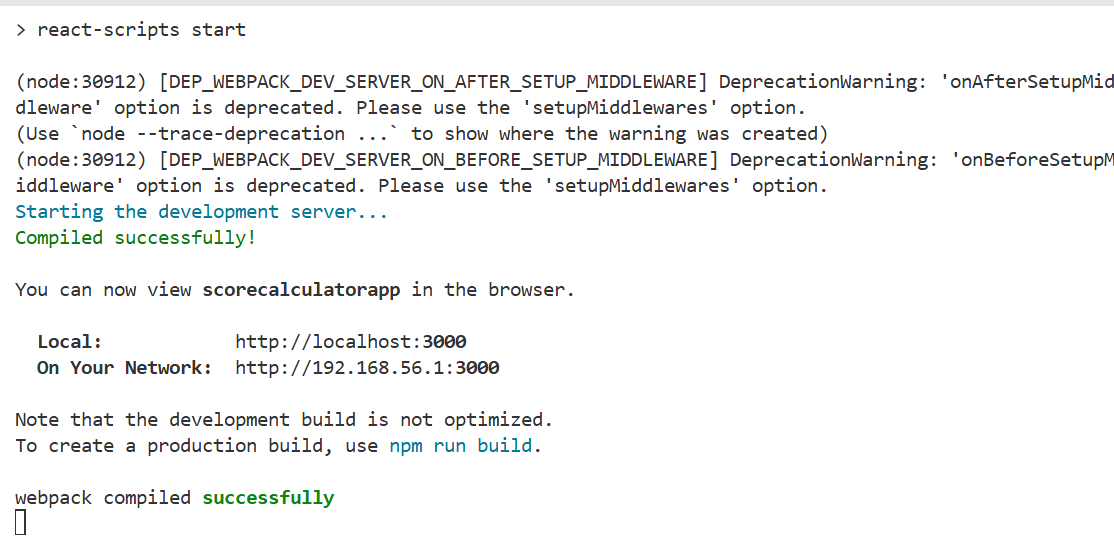 > react-scripts start
(node:30912) [DEP_WEBPACK_DEV_SERVER_ON_AFTER_SETUP_MIDDLEWARE] DeprecationWarning: 'onAfterSetupMid
dleware' option is deprecated. Please use the 'setupMiddlewares' option.
(Use `node --trace-deprecation ...` to show where the warning was created)
(node:30912) [DEP_WEBPACK_DEV_SERVER_ON_BEFORE_SETUP_MIDDLEWARE] DeprecationWarning: 'onBeforeSetupM
iddleware' option is deprecated. Please use the 'setupMiddlewares' option.
Starting the development server...
Compiled successfully!
You can now view scorecalculatorapp in the browser.
Local: http://localhost:3000
On Your Network: http://192.168.56.1:3000
Note that the development build is not optimized.
To create a production build, use npm run build.
webpack compiled successfully